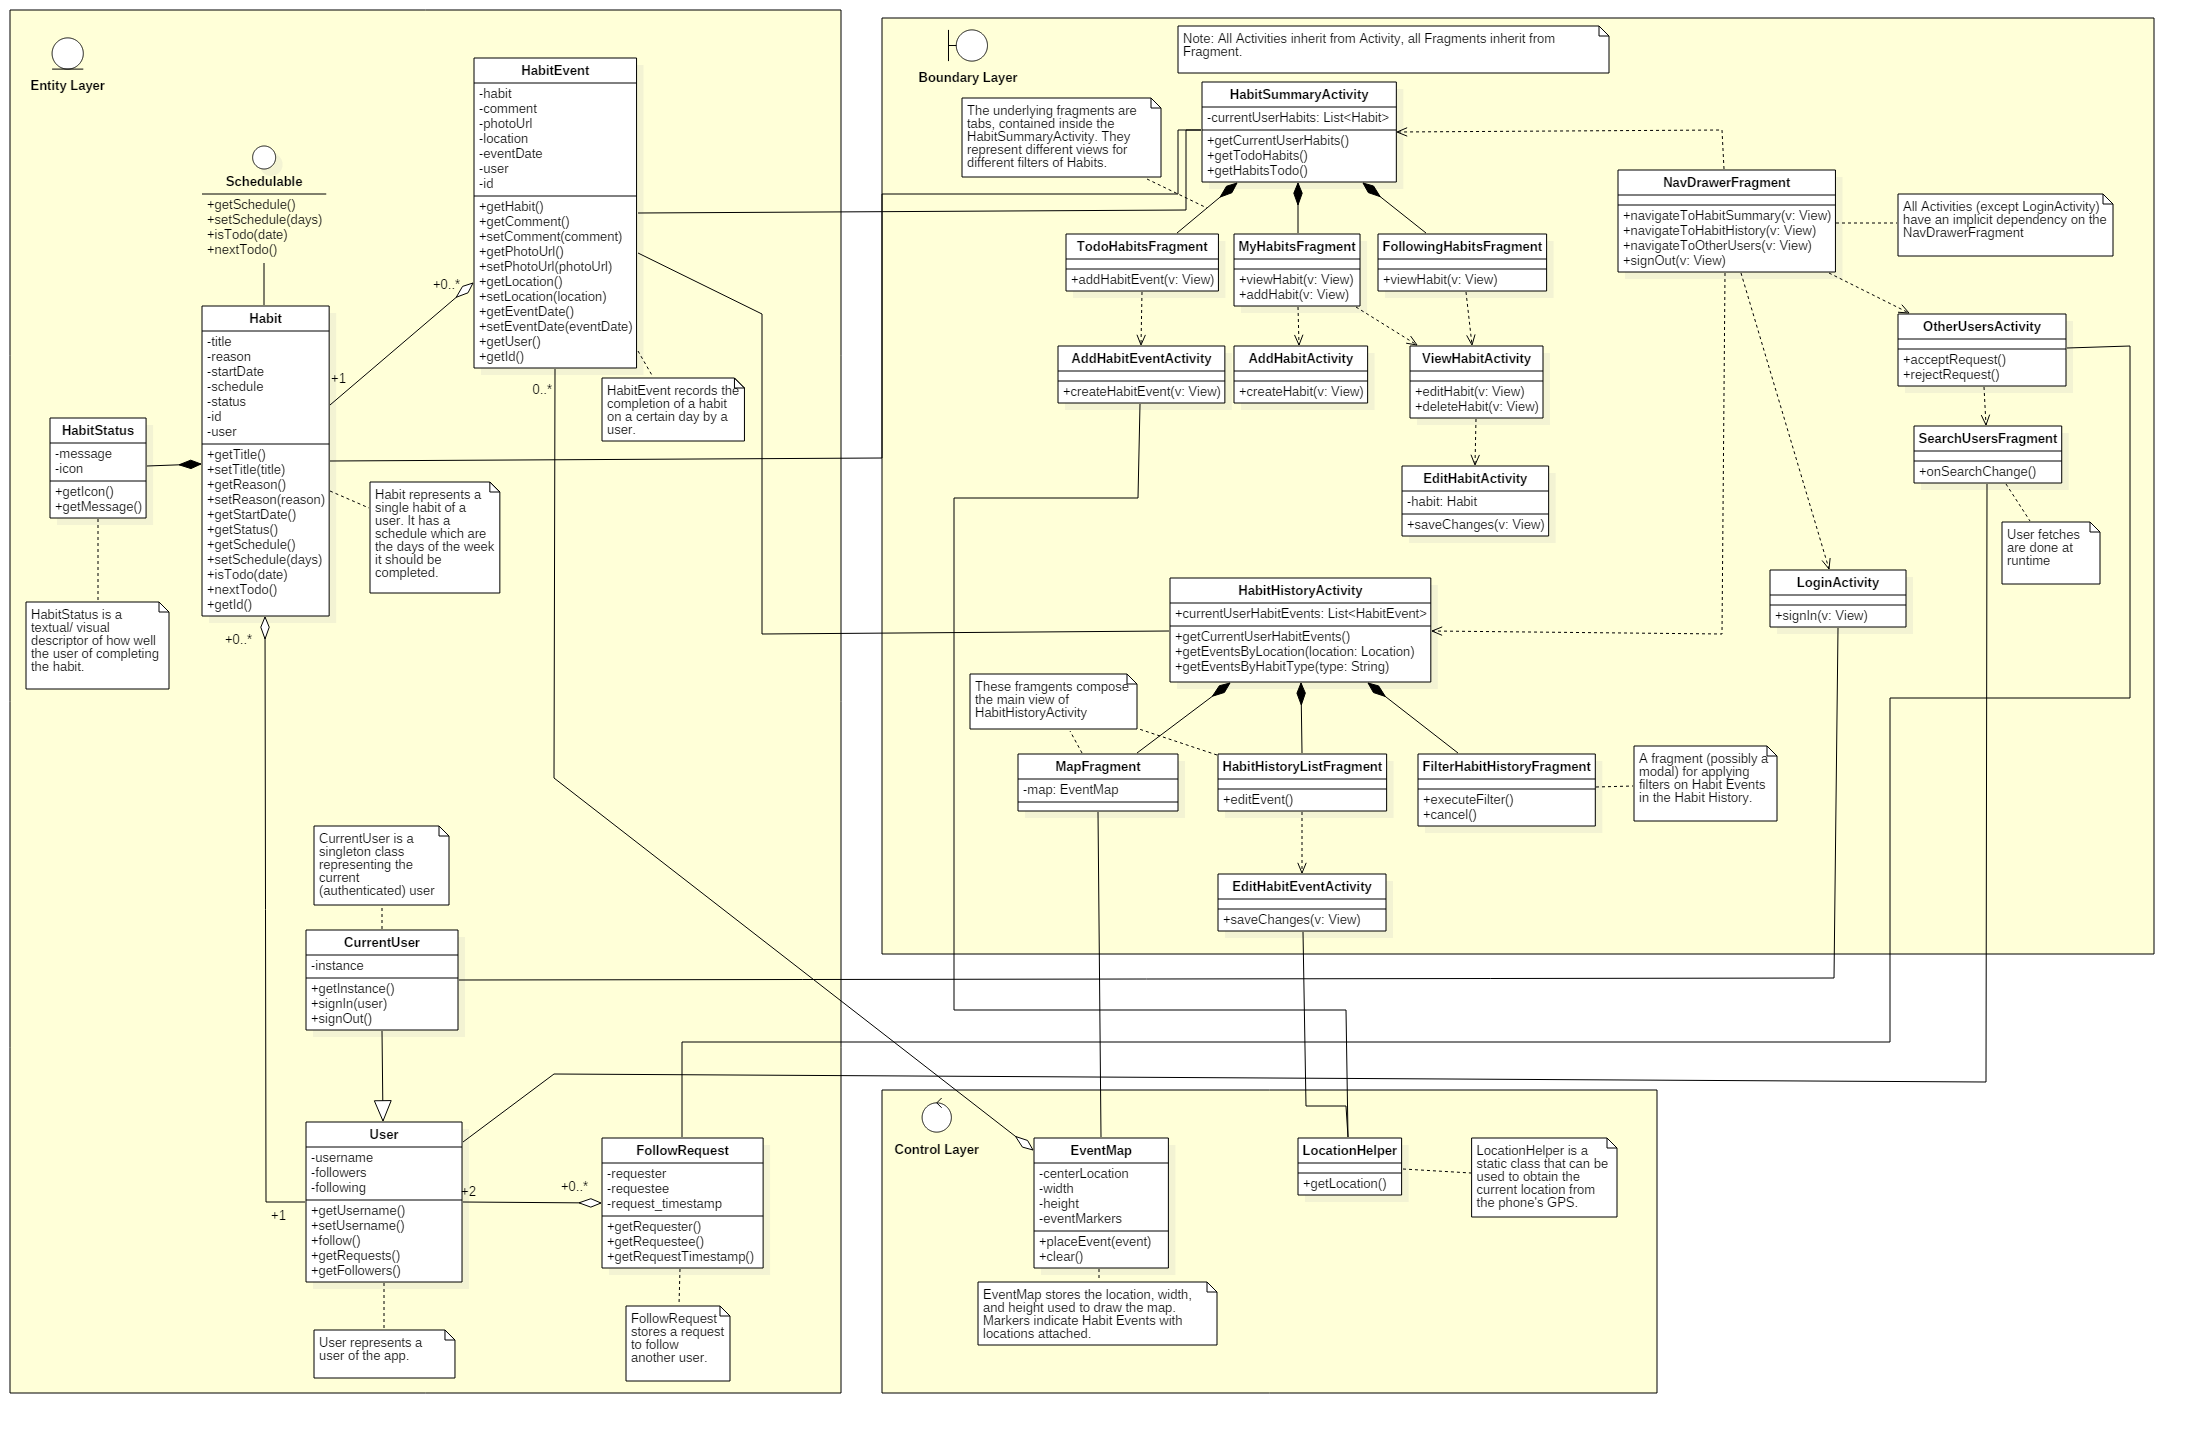 Entity Layer
HabitEvent
-habit
-comment
-photoUrl
-location
-eventDate
-user
-id
+getHabit()
+getComment()
+setComment(comment)
+getPhotoUrl()
+setPhotoUrl(photoUrl)
+getLocation()
+setLocation(location)
+getEventDate()
+setEventDate(eventDate)
+getUser()
+getId()
Schedulable
+getSchedule()
+setSchedule(days)
+isTodo(date)
+nextTodo()
+0..*
+1
0..*
HabitEvent records the
completion of a habit
on a certain day by a
user.
Habit
-title
-reason
-startDate
-schedule
-status
-id
-user
+getTitle()
+setTitle(title)
+getReason()
+setReason(reason)
+getStartDate()
+getStatus()
+getSchedule()
+setSchedule(days)
+isTodo(date)
+nextTodo()
+getId()
HabitStatus
-message
-icon
+getIcon()
+getMessage()
Habit represents a
single habit of a
user. It has a
schedule which are
the days of the week
it should be
completed.
HabitStatus is a
textual/ visual
descriptor of how well
the user of completing
the habit.
+0..*
CurrentUser is a
singleton class
representing the
current
(authenticated) user
CurrentUser
-instance
+getInstance()
+signIn(user)
+signOut()
User
-username
-followers
-following
+getUsername()
+setUsername()
+follow()
+getRequests()
+getFollowers()
+1
+2
+0..*
FollowRequest
-requester
-requestee
-request_timestamp
+getRequester()
+getRequestee()
+getRequestTimestamp()
User represents a
user of the app.
FollowRequest
stores a request
to follow
another user.
Boundary Layer
Note: All Activities inherit from Activity, all Fragments inherit from
Fragment.
The underlying fragments are
tabs, contained inside the
HabitSummaryActivity. They
represent different views for
different filters of Habits.
HabitSummaryActivity
-currentUserHabits: List<Habit>
+getCurrentUserHabits()
+getTodoHabits()
+getHabitsTodo()
NavDrawerFragment
+navigateToHabitSummary(v: View)
+navigateToHabitHistory(v: View)
+navigateToOtherUsers(v: View)
+signOut(v: View)
All Activities (except LoginActivity)
have an implicit dependency on the
NavDrawerFragment
TodoHabitsFragment
+addHabitEvent(v: View)
MyHabitsFragment
+viewHabit(v: View)
+addHabit(v: View)
FollowingHabitsFragment
+viewHabit(v: View)
AddHabitEventActivity
+createHabitEvent(v: View)
AddHabitActivity
+createHabit(v: View)
ViewHabitActivity
+editHabit(v: View)
+deleteHabit(v: View)
OtherUsersActivity
+acceptRequest()
+rejectRequest()
EditHabitActivity
-habit: Habit
+saveChanges(v: View)
SearchUsersFragment
+onSearchChange()
User fetches
are done at
runtime
LoginActivity
+signIn(v: View)
HabitHistoryActivity
+currentUserHabitEvents: List<HabitEvent>
+getCurrentUserHabitEvents()
+getEventsByLocation(location: Location)
+getEventsByHabitType(type: String)
These framgents compose
the main view of
HabitHistoryActivity
MapFragment
-map: EventMap
HabitHistoryListFragment
+editEvent()
FilterHabitHistoryFragment
+executeFilter()
+cancel()
A fragment (possibly a
modal) for applying
filters on Habit Events
in the Habit History.
EditHabitEventActivity
+saveChanges(v: View)
Control Layer
EventMap
-centerLocation
-width
-height
-eventMarkers
+placeEvent(event)
+clear()
LocationHelper
+getLocation()
LocationHelper is a
static class that can be
used to obtain the
current location from
the phone's GPS.
EventMap stores the location, width,
and height used to draw the map.
Markers indicate Habit Events with
locations attached.